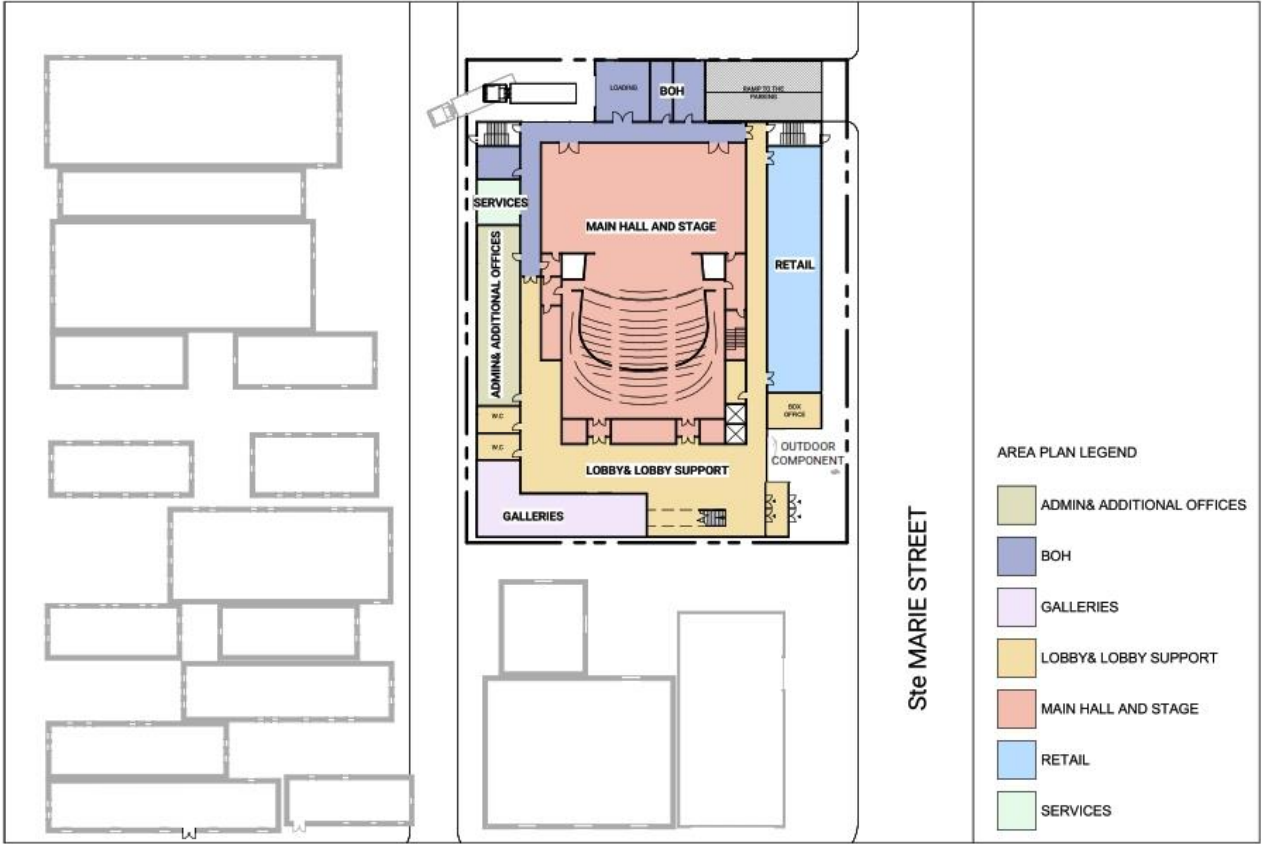 LOADING
BOH
RAMP TO THE
PARKING
SERVICES
MAIN HALL AND STAGE
ADMIN& ADDITIONAL OFFICES
RETAIL
W.C
BOX
OFFICE
W.C
OUTDOOR
COMPONENT
LOBBY& LOBBY SUPPORT
GALLERIES
Ste MARIE STREET
AREA PLAN LEGEND
ADMIN& ADDITIONAL OFFICES
BOH
GALLERIES
LOBBY& LOBBY SUPPORT
MAIN HALL AND STAGE
RETAIL
SERVICES